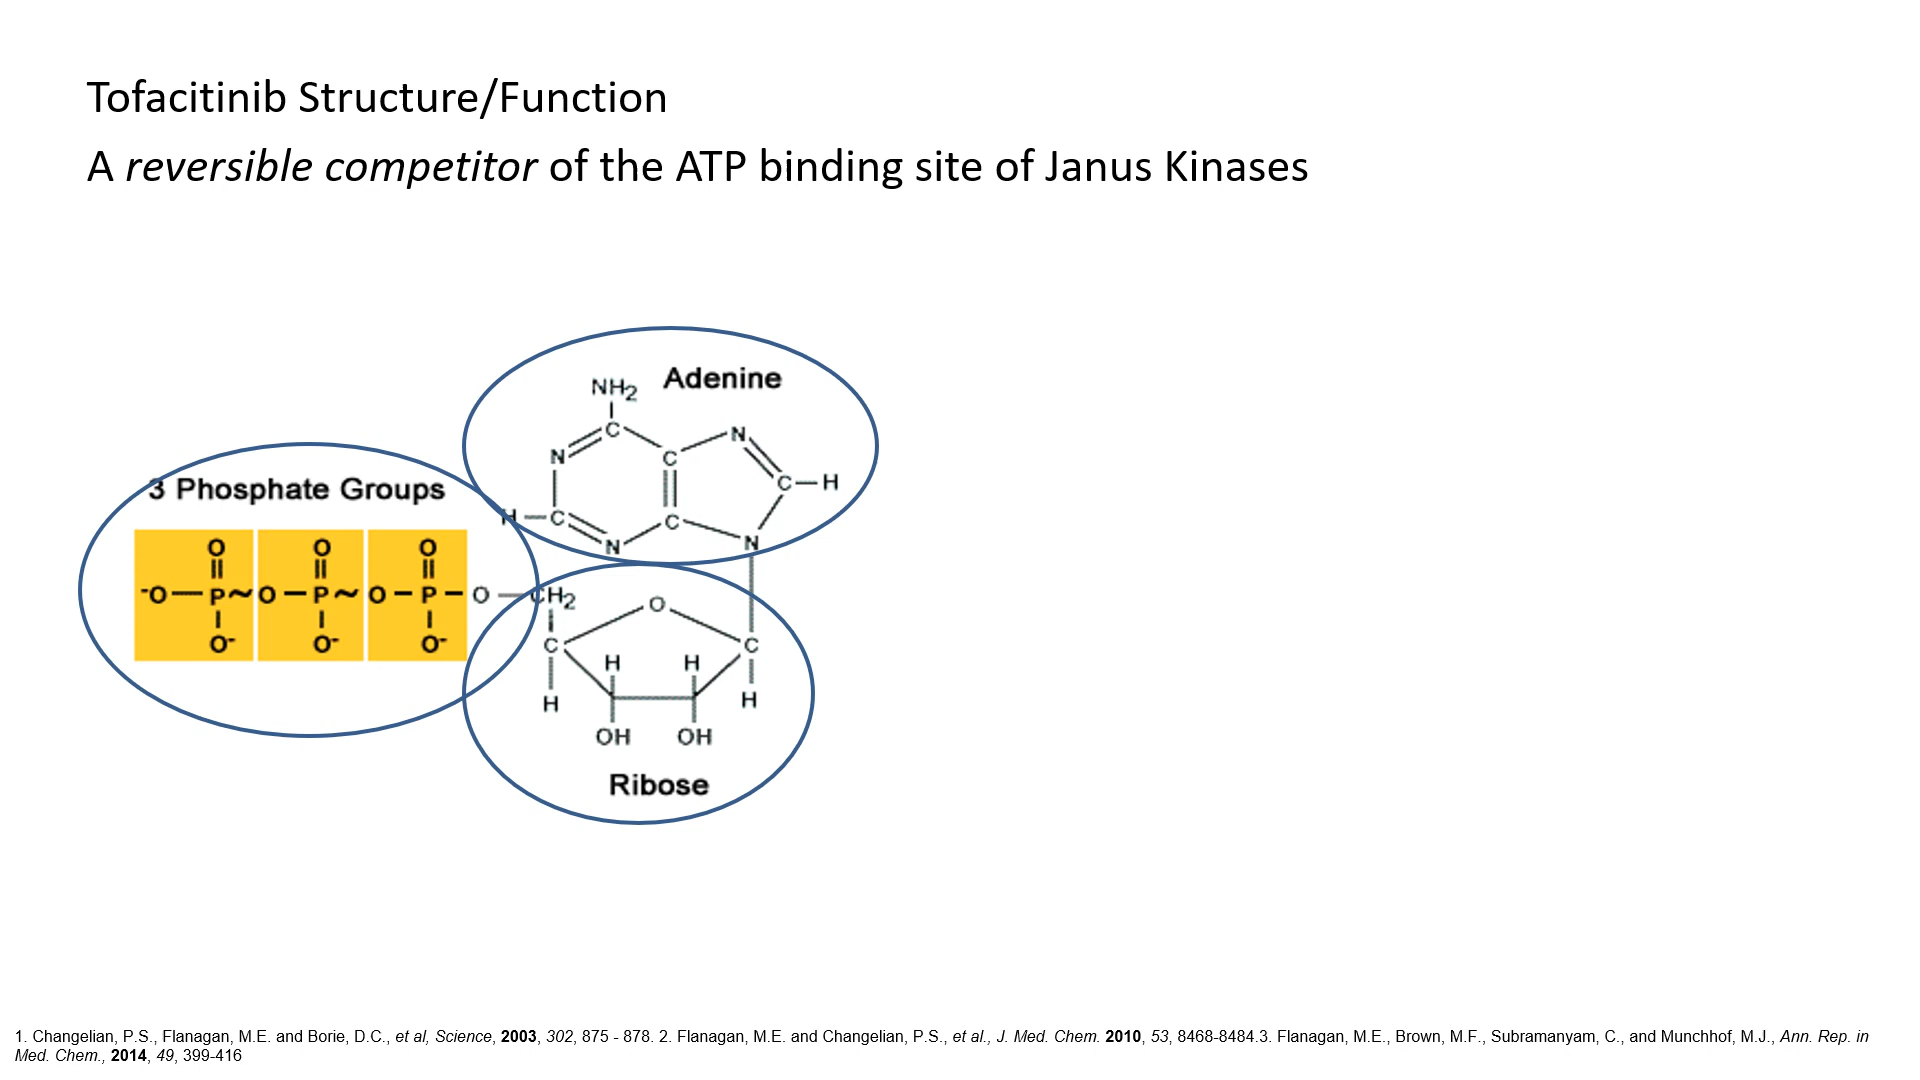 Tofacitinib Structure/Function
A reversible competitor of the ATP binding site of Janus Kinases
Adenine
NH2
C
N
N
C
C
H
H
C
C
N
N
3 Phosphate Groups
O
O
O
-O
P
~
O
P
~
O
P
O
CH2
O-
O-
O-
O
C
C
H
H
H
H
OH
OH
Ribose
1. Changelian, P.S., Flanagan, M.E. and Borie, D.C., et al, Science, 2003, 302, 875 - 878. 2. Flanagan, M.E. and Changelian, P.S., et al., J. Med. Chem. 2010, 53, 8468-8484.3. Flanagan, M.E., Brown, M.F., Subramanyam, C., and Munchhof, M.J., Ann. Rep. in
Med. Chem., 2014, 49, 399-416